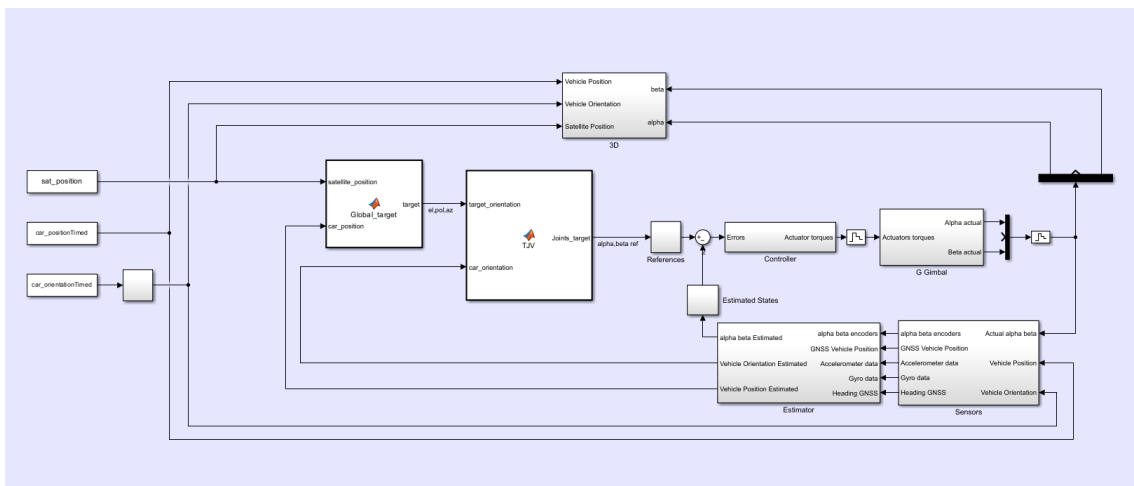 Vehicle Position
Vehicle Orientation
Satellite Position
beta
alpha
3D
sat_position
car_positionTimed
car_orientationTimed
satellite_position
car_position
target
Global_target
el,pol,az
target_orientation
car_orientation
Joints_target
TJV
alpha,beta ref
References
Errors
Actuator torques
Controller
Actuators torques
Alpha actual
Beta actual
G Gimbal
Estimated States
alpha beta Estimated
Vehicle Orientation Estimated
Vehicle Position Estimated
alpha beta encoders
GNSS Vehicle Position
Accelerometer data
Gyro data
Heading GNSS
Estimator
alpha beta encoders
GNSS Vehicle Position
Accelerometer data
Gyro data
Heading GNSS
Actual alpha beta
Vehicle Position
Vehicle Orientation
Sensors